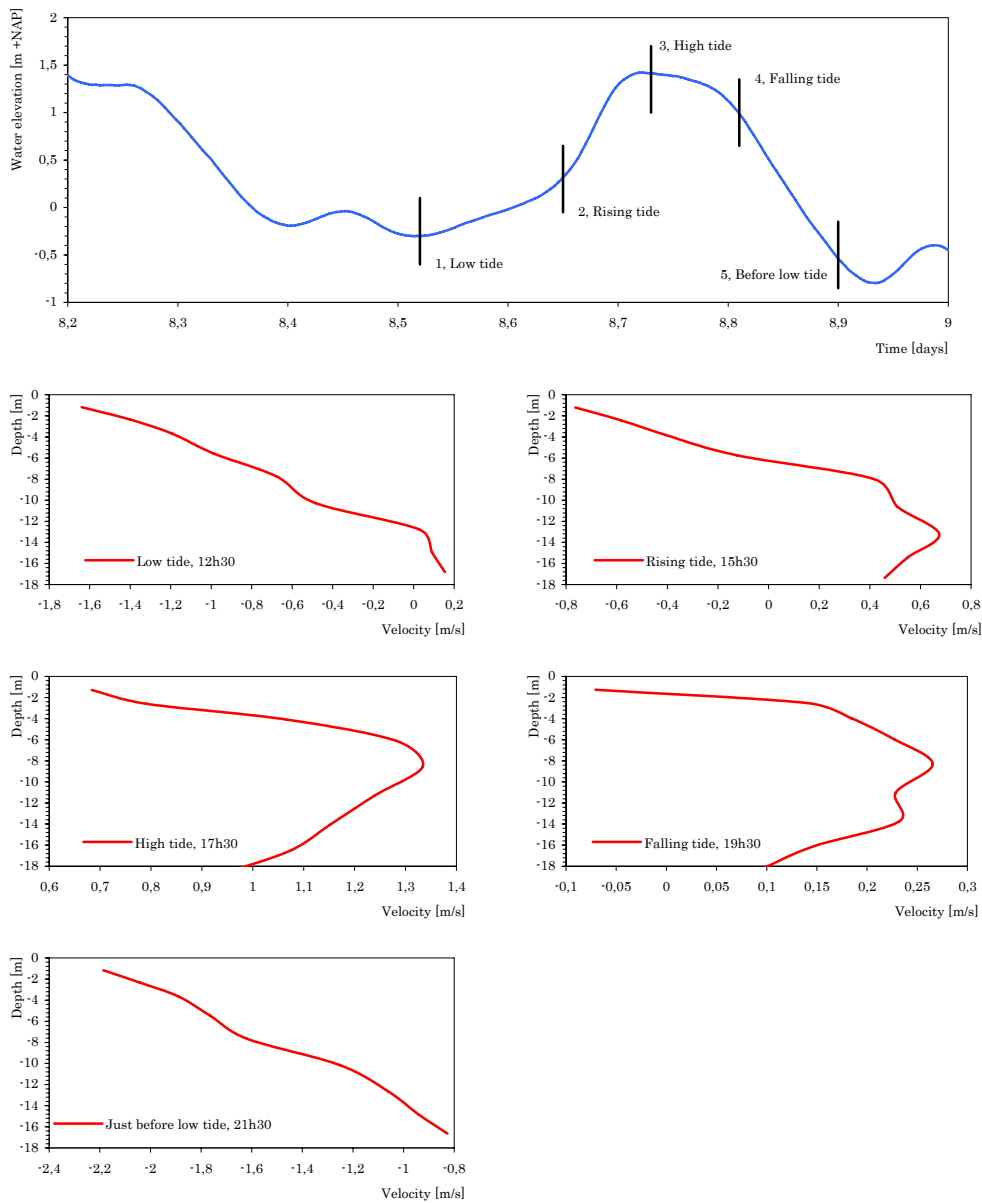 Water elevation [m +NAP]
2
1,5
1
0,5
0
-0,5
-1
3, High tide
4, Falling tide
2, Rising tide
1, Low tide
5, Before low tide
8,2 8,3 8,4 8,5 8,6 8,7 8,8 8,9 9
Time [days]
Depth [m]
0
-2
-4
-6
-8
-10
-12
-14
-16
-18
Low tide, 12h30
-1,8 -1,6 -1,4 -1,2 -1 -0,8 -0,6 -0,4 -0,2 0 0,2
Velocity [m/s]
Depth [m]
0
-2
-4
-6
-8
-10
-12
-14
-16
-18
Rising tide, 15h30
-0,8 -0,6 -0,4 -0,2 0 0,2 0,4 0,6 0,8
Velocity [m/s]
Depth [m]
0
-2
-4
-6
-8
-10
-12
-14
-16
-18
High tide, 17h30
0,6 0,7 0,8 0,9 1 1,1 1,2 1,3 1,4
Velocity [m/s]
Depth [m]
0
-2
-4
-6
-8
-10
-12
-14
-16
-18
Falling tide, 19h30
-0,1 -0,05 0 0,05 0,1 0,15 0,2 0,25 0,3
Velocity [m/s]
Depth [m]
0
-2
-4
-6
-8
-10
-12
-14
-16
-18
Just before low tide, 21h30
-2,4 -2,2 -2 -1,8 -1,6 -1,4 -1,2 -1 -0,8
Velocity [m/s]